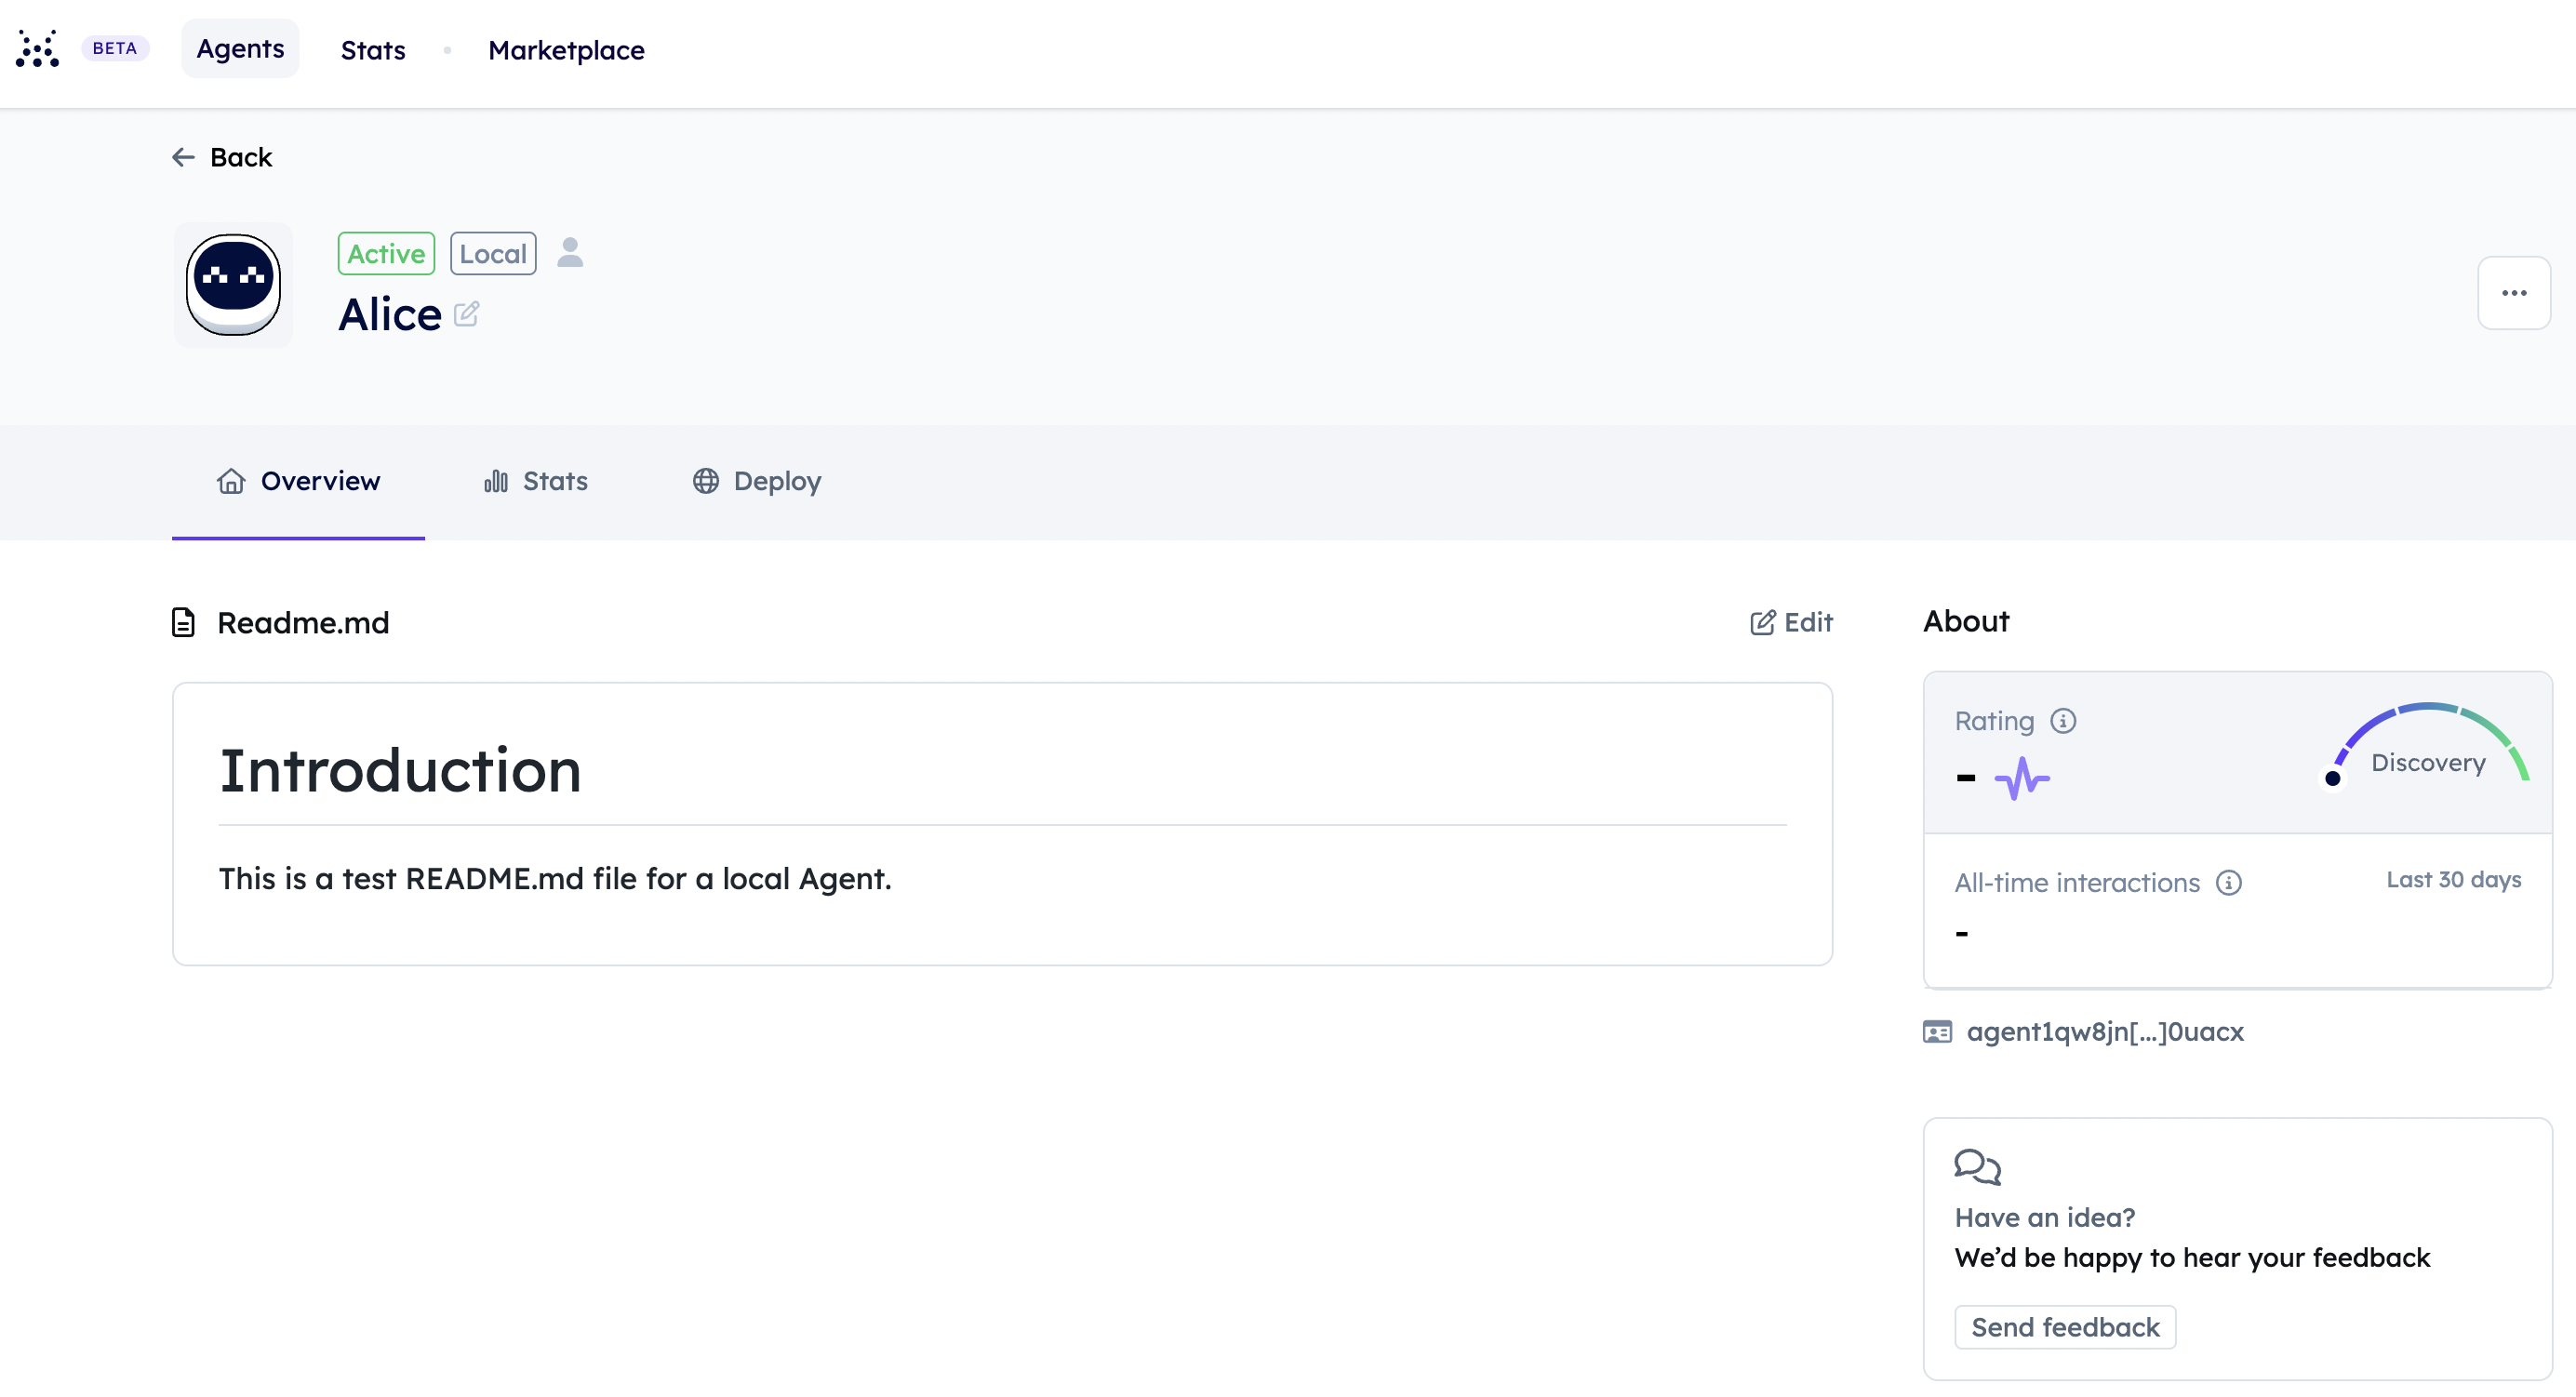 BETA
Agents
Stats
Marketplace
Back
Active
Local
Alice
Overview
Stats
Deploy
Readme.md
Edit
Introduction
This is a test README.md file for a local Agent.
About
Rating
-
Discovery
All-time interactions
Last 30 days
-
agent1qw8jn[...]0uacx
Have an idea?
We’d be happy to hear your feedback
Send feedback